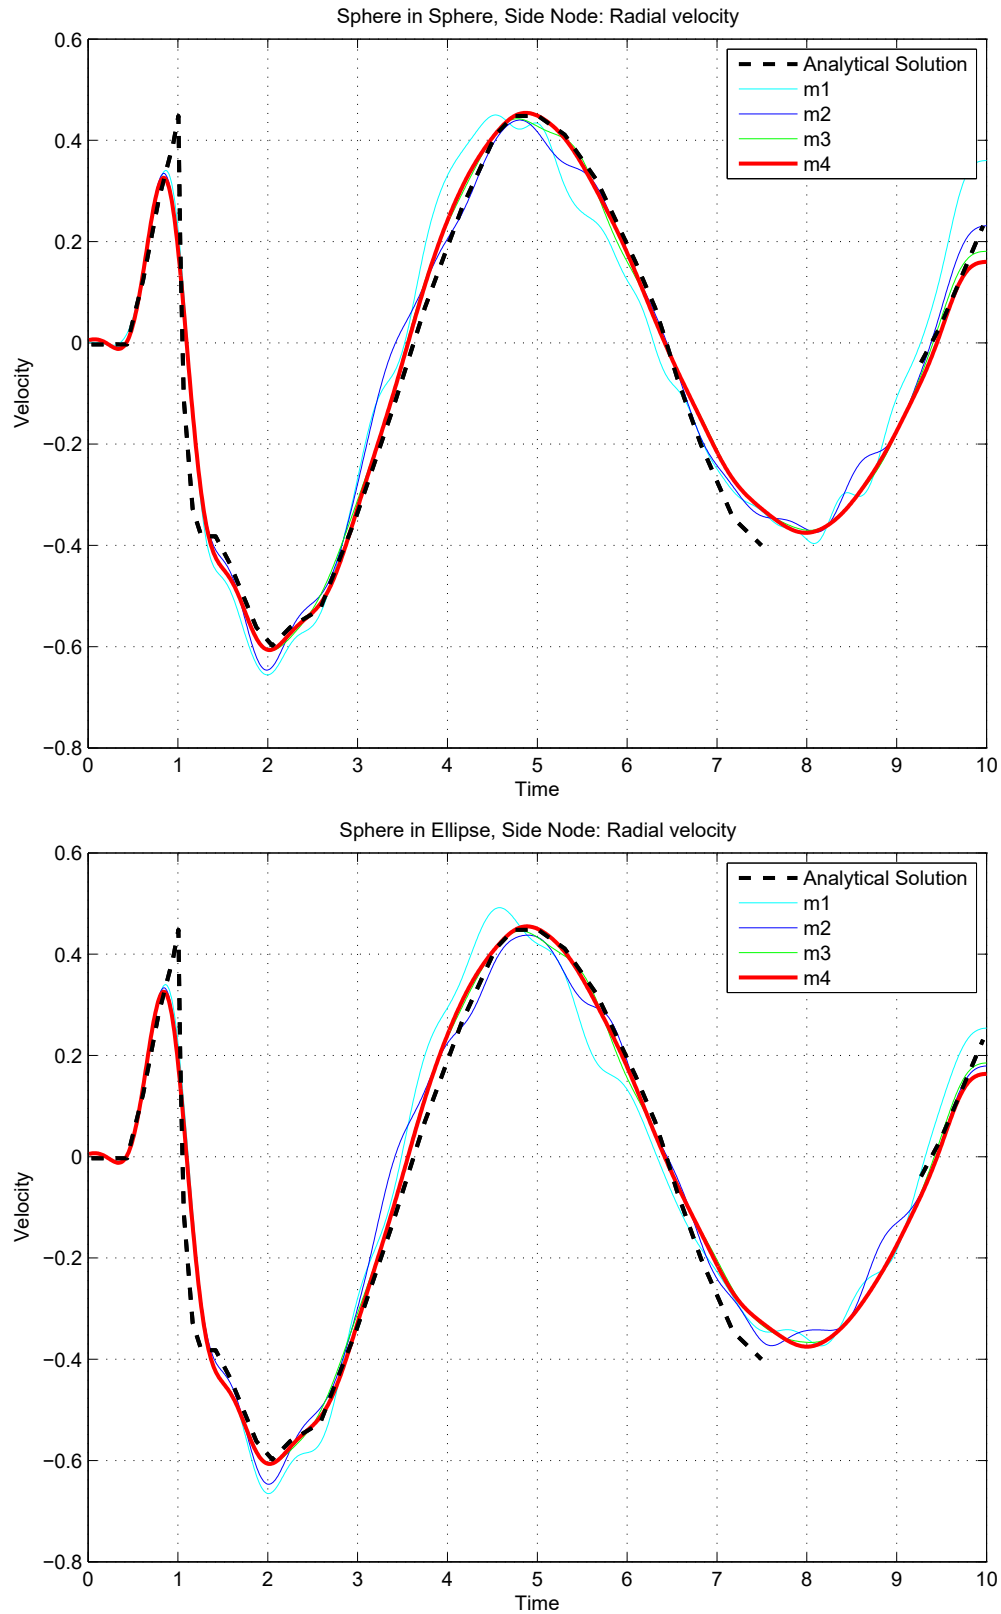 Sphere in Sphere, Side Node: Radial velocity
0.6
0.4
0.2
0
−0.2
−0.4
−0.6
−0.8
Velocity
Analytical Solution
m1
m2
m3
m4
0 1 2 3 4 5 6 7 8 9 10
Time
Sphere in Ellipse, Side Node: Radial velocity
0.6
0.4
0.2
0
−0.2
−0.4
−0.6
−0.8
Velocity
Analytical Solution
m1
m2
m3
m4
0 1 2 3 4 5 6 7 8 9 10
Time